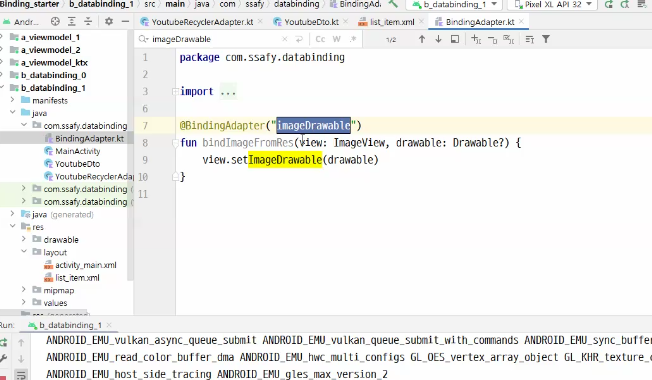 Binding_starter b_databinding_1 src main java com ssafy databinding BindingAda
b_databinding_1 Pixel XL API 32
Andr...
YoutubeRecyclerAdapter.kt YoutubeDto.kt list_item.xml BindingAdapter.kt
a_viewmodel_1
a_viewmodel_2
a_viewmodel_ktx
b_databinding_0
b_databinding_1
manifests
java
com.ssafy.databinding
BindingAdapter.kt
MainActivity
YoutubeDto
YoutubeRecyclerAdap
com.ssafy.databinding (
com.ssafy.databinding (
java (generated)
res
drawable
layout
activity_main.xml
list_item.xml
mipmap
values
imageDrawable Cc W .* 1/2
1 package com.ssafy.databinding
2
3 import ...
6
7 @BindingAdapter("imageDrawable")
8 fun bindImageFromRes(view: ImageView, drawable: Drawable?) {
9 view.setImageDrawable(drawable)
10 }
11
Run: b_databinding_1
ANDROID_EMU_vulkan_async_queue_submit ANDROID_EMU_vulkan_queue_submit_with_commands ANDROID_EMU_sync_buffer
ANDROID_EMU_read_color_buffer_dma ANDROID_EMU_hwc_multi_configs GL_OES_vertex_array_object GL_KHR_texture_c
ANDROID_EMU_host_side_tracing ANDROID_EMU_gles_max_version_2